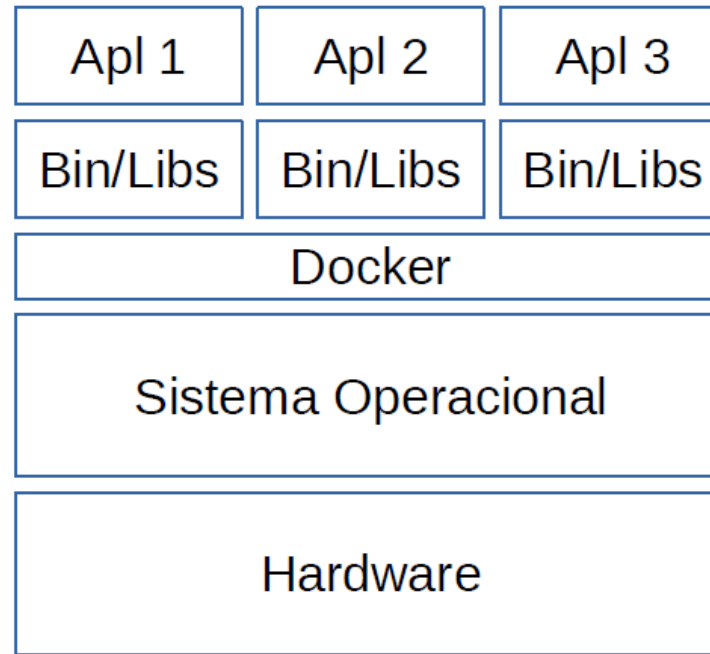 Apl 1 Apl 2 Apl 3
Bin/Libs Bin/Libs Bin/Libs
Docker
Sistema Operacional
Hardware